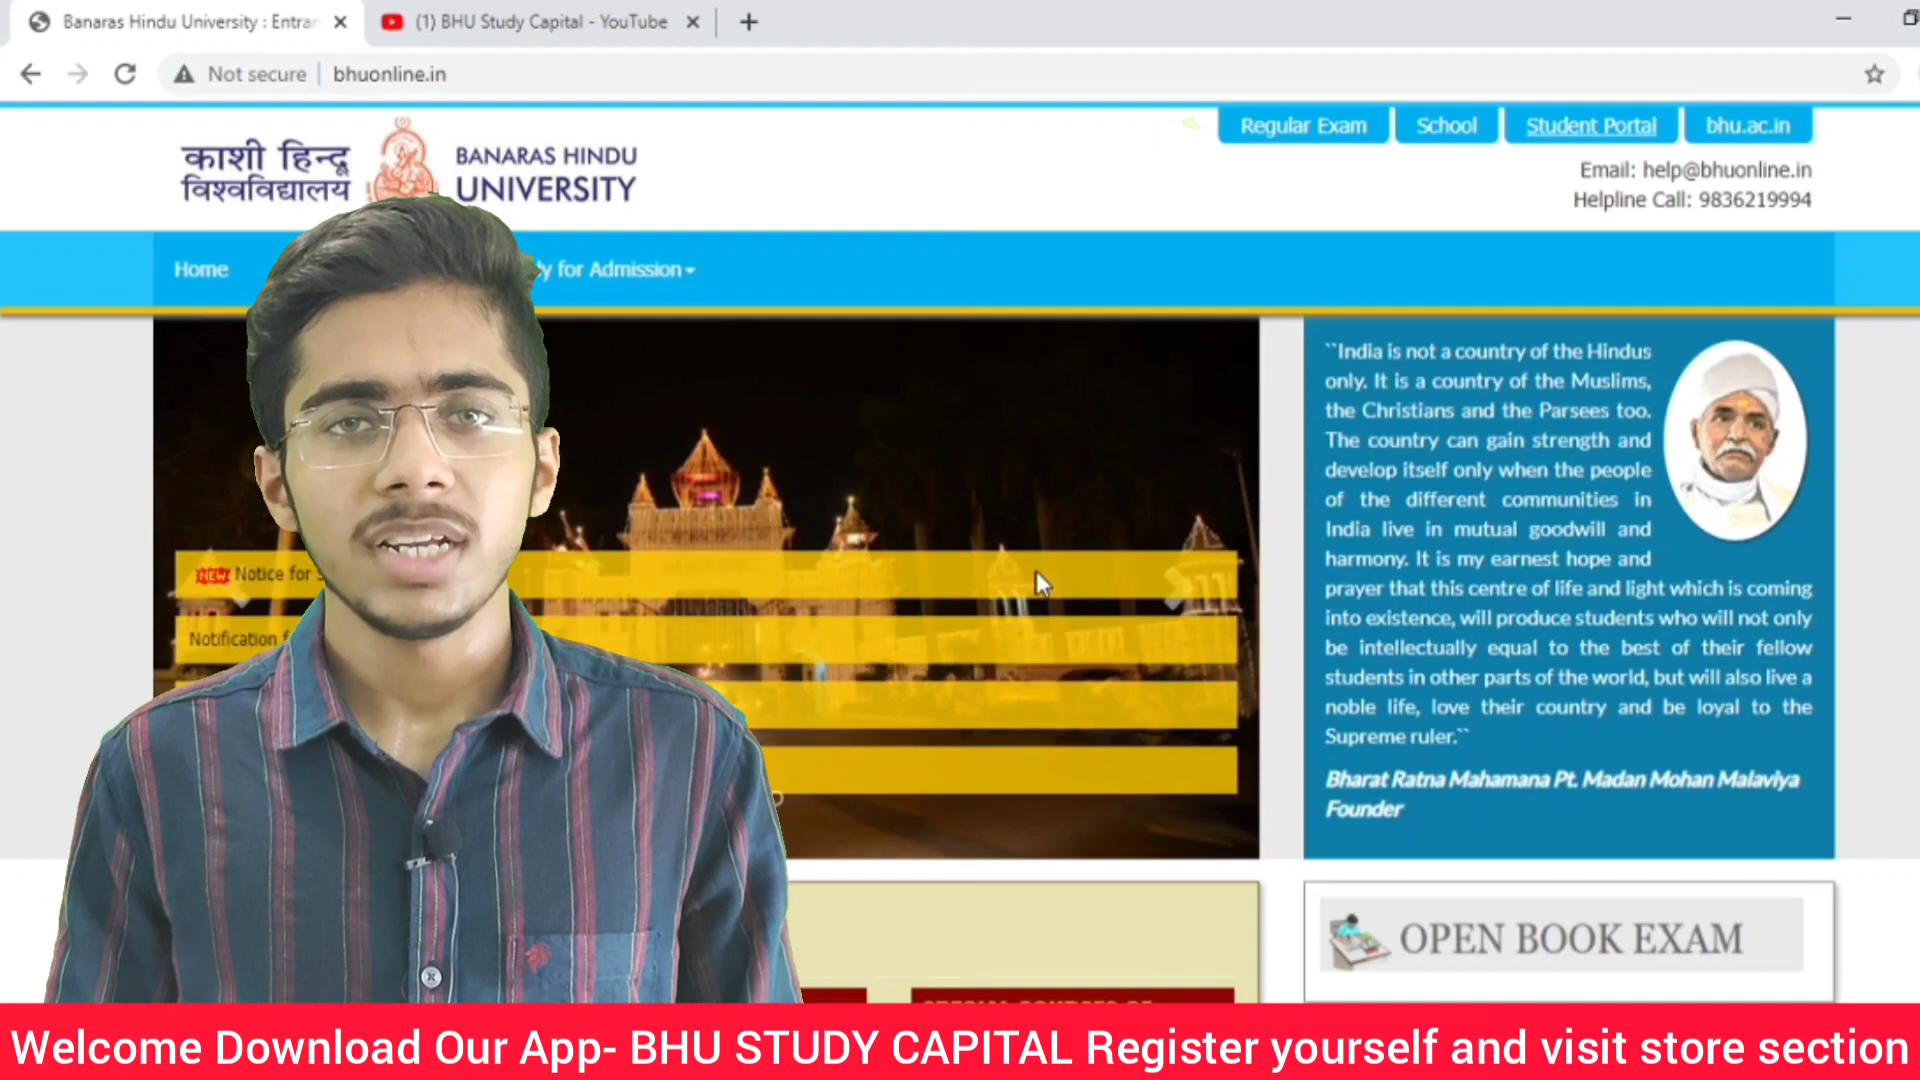 Banaras Hindu University : Entran
(1) BHU Study Capital - YouTube
Not secure
bhuonline.in
Regular Exam
School
Student Portal
bhu.ac.in
काशी हिन्दू
विश्वविद्यालय
BANARAS HINDU
UNIVERSITY
Email: help@bhuonline.in
Helpline Call: 9836219994
Home
for Admission
NEW Notice for
Notification
``India is not a country of the Hindus
only. It is a country of the Muslims,
the Christians and the Parsees too.
The country can gain strength and
develop itself only when the people
of the different communities in
India live in mutual goodwill and
harmony. It is my earnest hope and
prayer that this centre of life and light which is coming
into existence, will produce students who will not only
be intellectually equal to the best of their fellow
students in other parts of the world, but will also live a
noble life, love their country and be loyal to the
Supreme ruler.``
Bharat Ratna Mahamana Pt. Madan Mohan Malaviya
Founder
OPEN BOOK EXAM
Welcome Download Our App- BHU STUDY CAPITAL Register yourself and visit store section